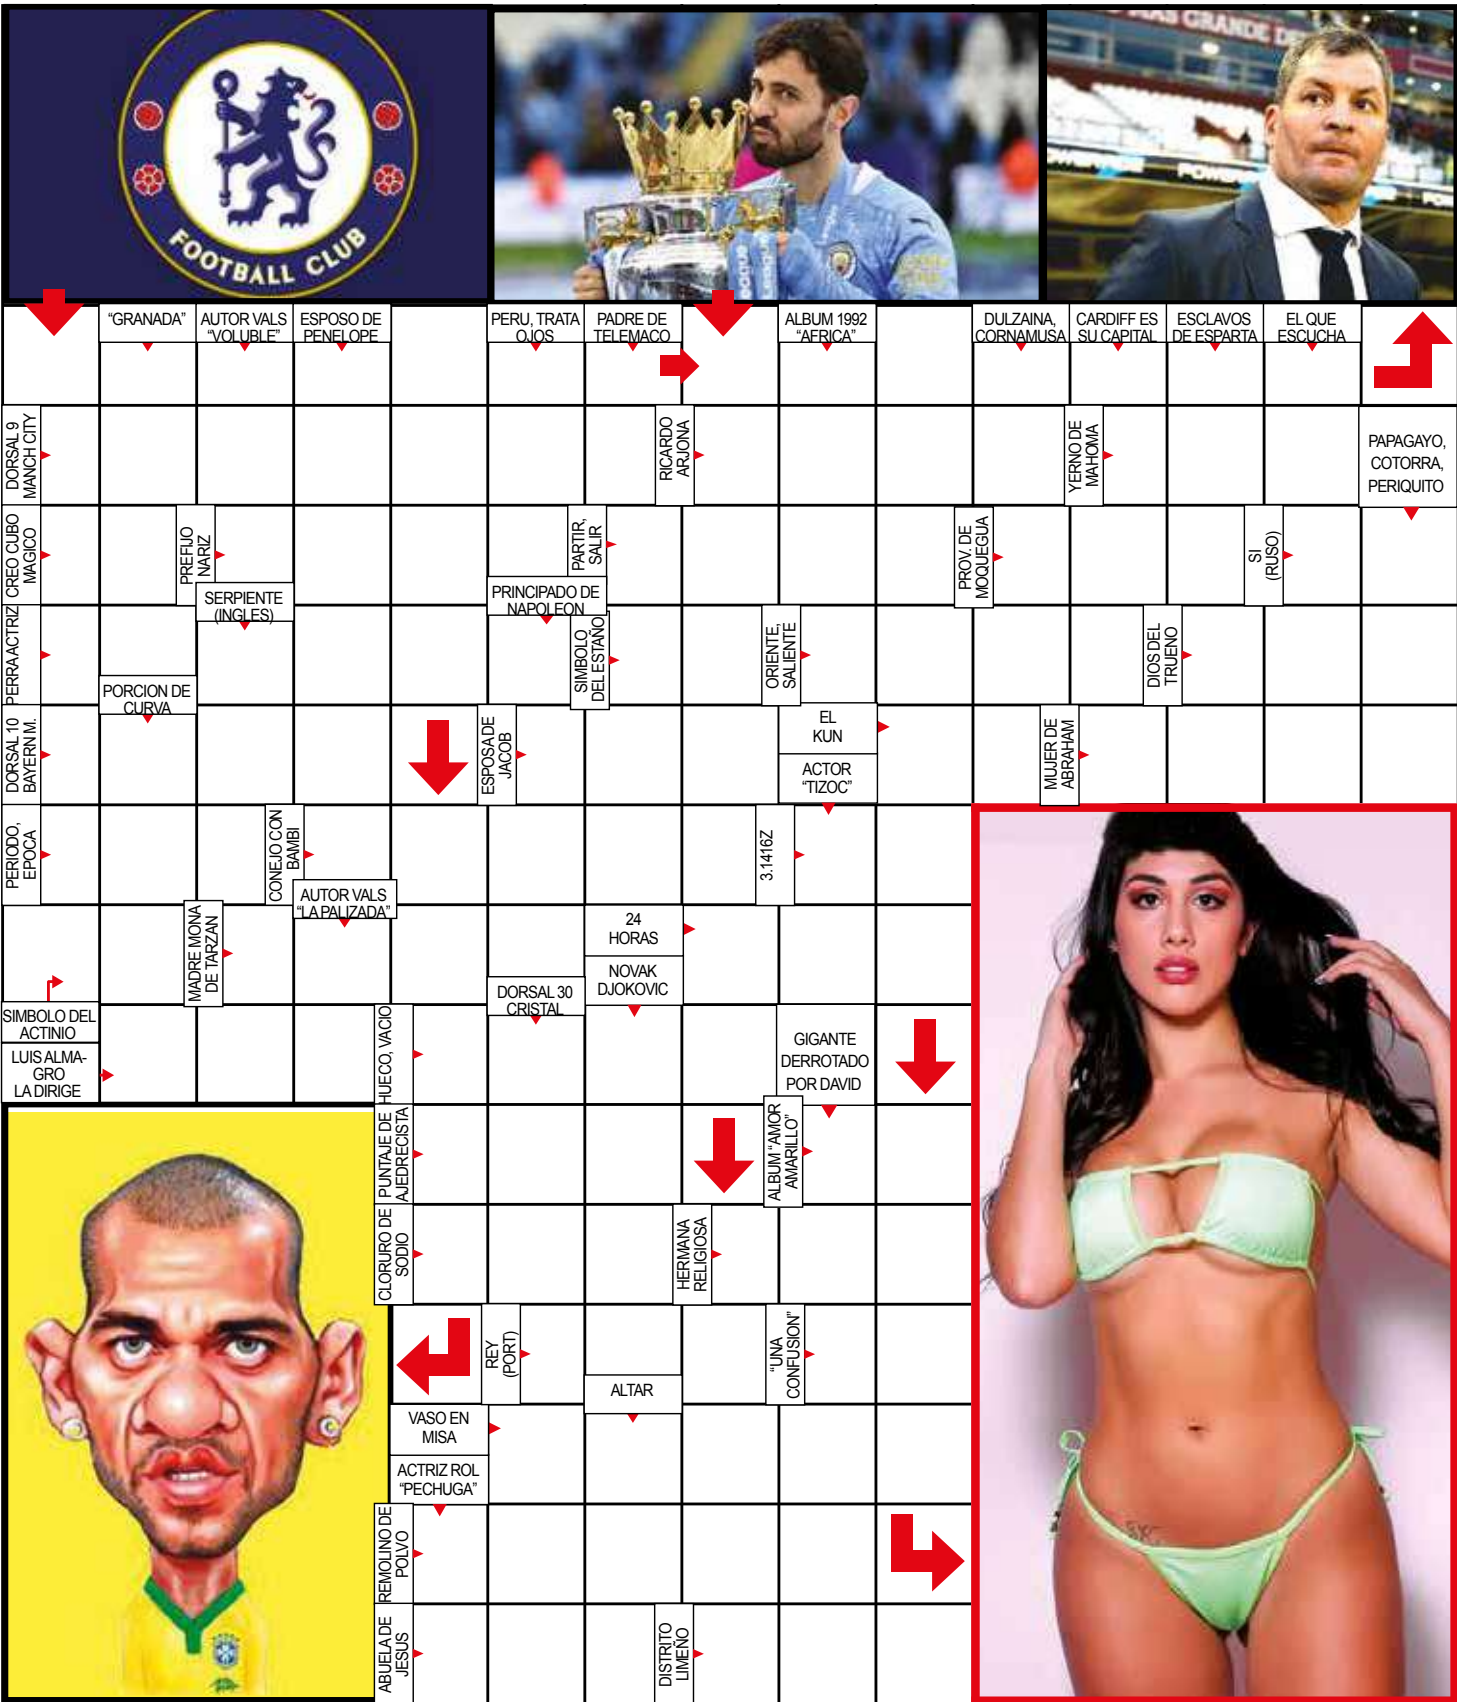 FOOTBALL CLUB
MAS GRANDE DE
"GRANADA"
AUTOR VALS
"VOLUBLE"
ESPOSO DE
PENELOPE
PERU, TRATA
OJOS
PADRE DE
TELEMACO
ALBUM 1992
"AFRICA"
DULZAINA,
CORNAMUSA
CARDIFF ES
SU CAPITAL
ESCLAVOS
DE ESPARTA
EL QUE
ESCUCHA
DORSAL 9
MANCH CITY
RICARDO
ARJONA
YERNO DE
MAHOMA
PAPAGAYO,
COTORRA,
PERIQUITO
CREO CUBO
MAGICO
PREFIJO
NARIZ
PARTIR,
SALIR
PROV. DE
MOQUEGUA
SI
(RUSO)
SERPIENTE
(INGLES)
PRINCIPADO DE
NAPOLEON
PERRA ACTRIZ
SIMBOLO
DEL ESTAÑO
ORIENTE,
SALIENTE
DIOS DEL
TRUENO
PORCION DE
CURVA
DORSAL 10
BAYERN M.
ESPOSA DE
JACOB
EL
KUN
ACTOR
"TIZOC"
MUJER DE
ABRAHAM
PERIODO,
EPOCA
CONEJO CON
BAMBI
3.1416Z
AUTOR VALS
"LA PALIZADA"
MADRE MONA
DE TARZAN
24
HORAS
NOVAK
DJOKOVIC
DORSAL 30
CRISTAL
SIMBOLO DEL
ACTINIO
LUIS ALMA-
GRO
LA DIRIGE
HUECO, VACIO
GIGANTE
DERROTADO
POR DAVID
PUNTAJE DE
AJEDRECISTA
ALBUM "AMOR
AMARILLO"
CLORURO DE
SODIO
HERMANA
RELIGIOSA
REY
(PORT)
"UNA
CONFUSION"
ALTAR
VASO EN
MISA
ACTRIZ ROL
"PECHUGA"
REMOLINO DE
POLVO
ABUELA DE
JESUS
DISTRITO
LIMEÑO